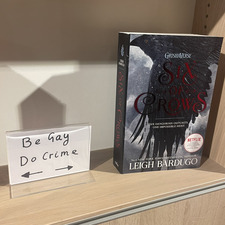 Be Gay
Do Crime
GRISHAVERSE
SIX
OF
CROWS
LEIGH BARDUGO
NETFLIX